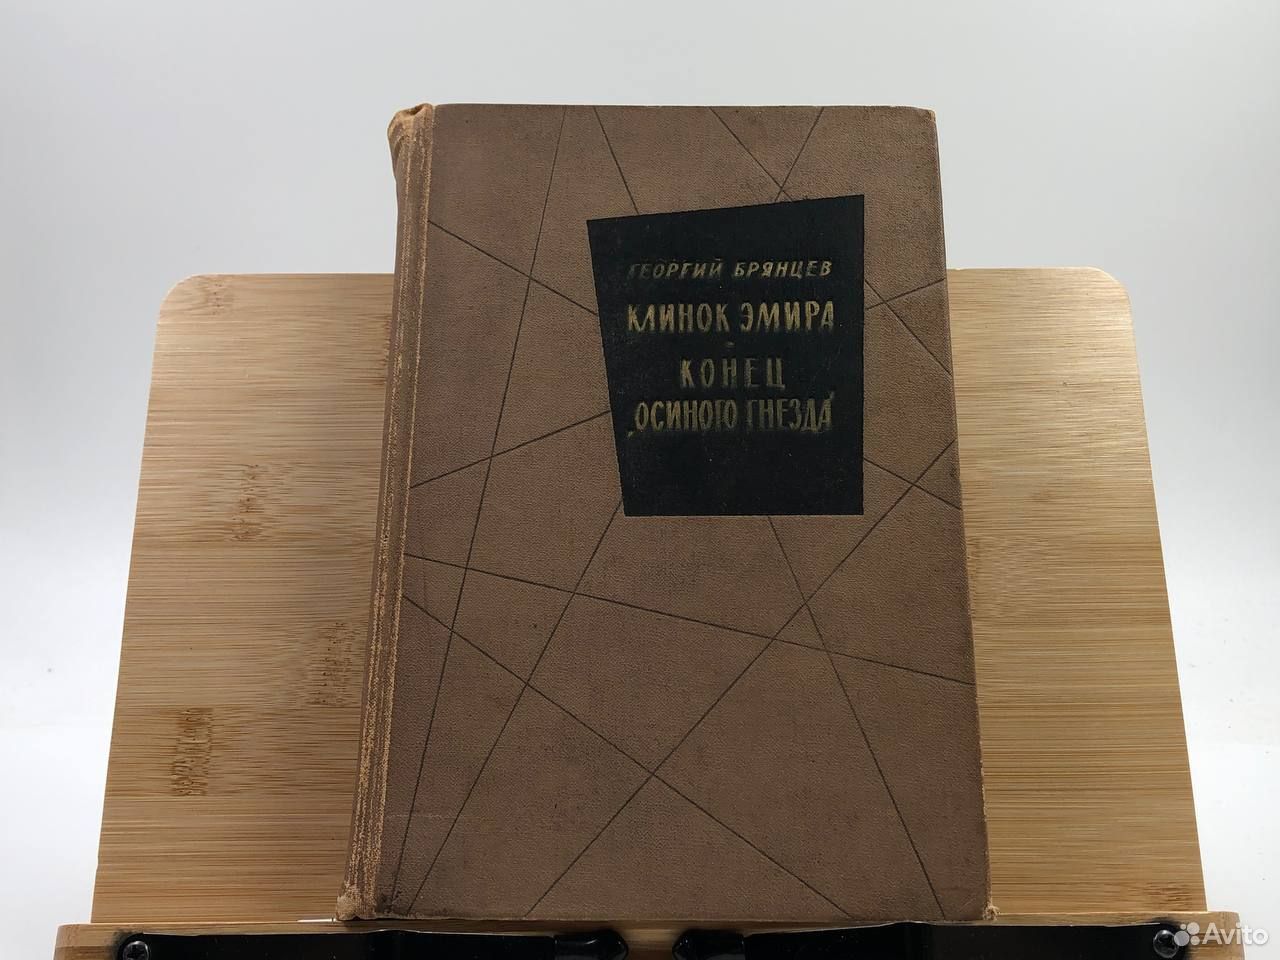 ГЕОРГИЙ БРЯНЦЕВ
КЛИНОК ЭМИРА
КОНЕЦ
„ОСИНОГО ГНЕЗДА"
Avito